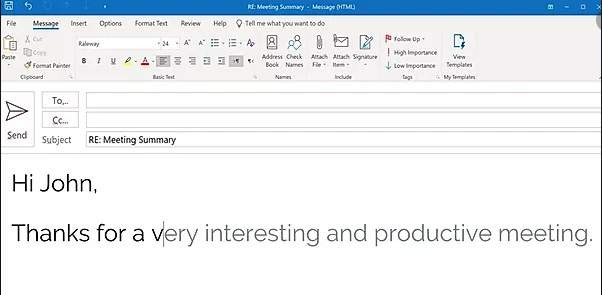 RE: Meeting Summary - Message (HTML)
File Message Insert Options Format Text Review Help Tell me what you want to do
Paste
Cut
Copy
Format Painter
Clipboard
Raleway 24
B I U
Basic Text
Address Book
Check Names
Names
Attach File
Attach Item
Signature
Include
Follow Up
High Importance
Low Importance
Tags
View Templates
My Templates
Send
To...
Cc...
Subject RE: Meeting Summary
Hi John,
Thanks for a very interesting and productive meeting.